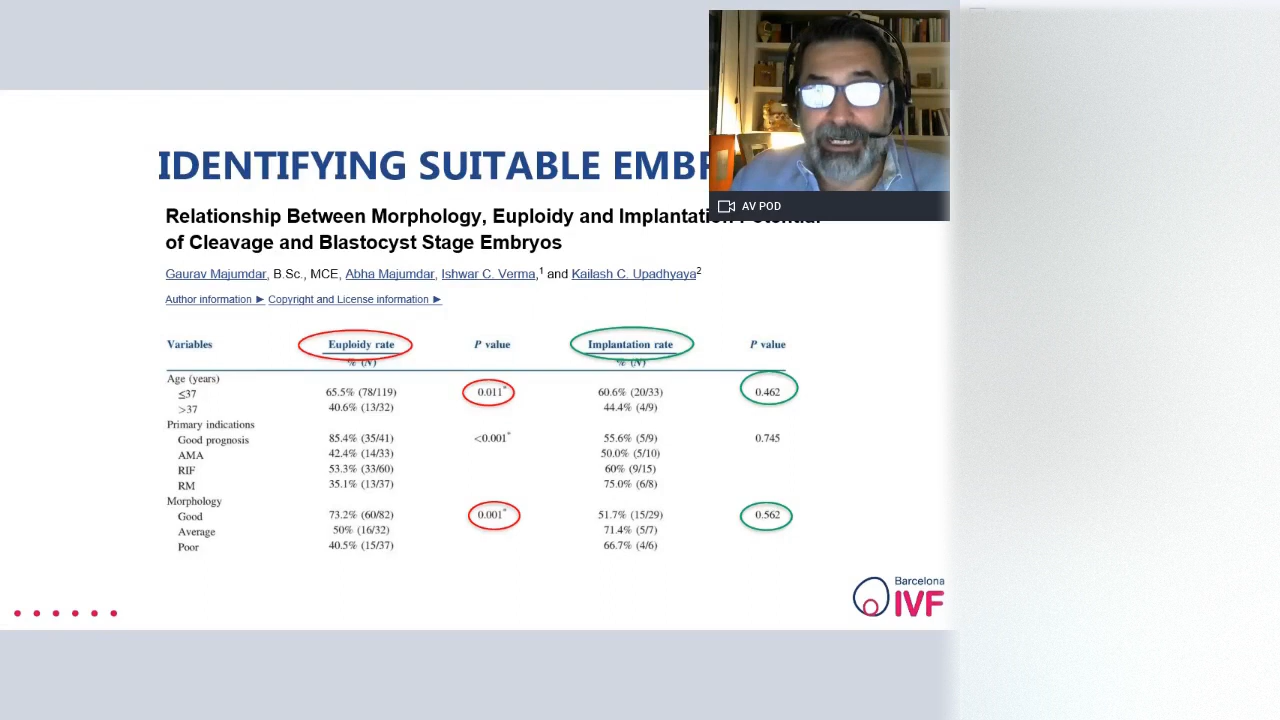 IDENTIFYING SUITABLE EMBR
Relationship Between Morphology, Euploidy and Implantation Potential
of Cleavage and Blastocyst Stage Embryos
Gaurav Majumdar, B.Sc., MCE, Abha Majumdar, Ishwar C. Verma,1 and Kailash C. Upadhyaya2
Author information ► Copyright and License information ►
AV POD
Variables Euploidy rate P value Implantation rate P value
% (N) % (N)
Age (years)
≤37 65.5% (78/119) 0.011* 60.6% (20/33) 0.462
>37 40.6% (13/32) 44.4% (4/9)
Primary indications
Good prognosis 85.4% (35/41) <0.001* 55.6% (5/9) 0.745
AMA 42.4% (14/33) 50.0% (5/10)
RIF 53.3% (33/60) 60% (9/15)
RM 35.1% (13/37) 75.0% (6/8)
Morphology
Good 73.2% (60/82) 0.001* 51.7% (15/29) 0.562
Average 50% (16/32) 71.4% (5/7)
Poor 40.5% (15/37) 66.7% (4/6)
Barcelona
IVF